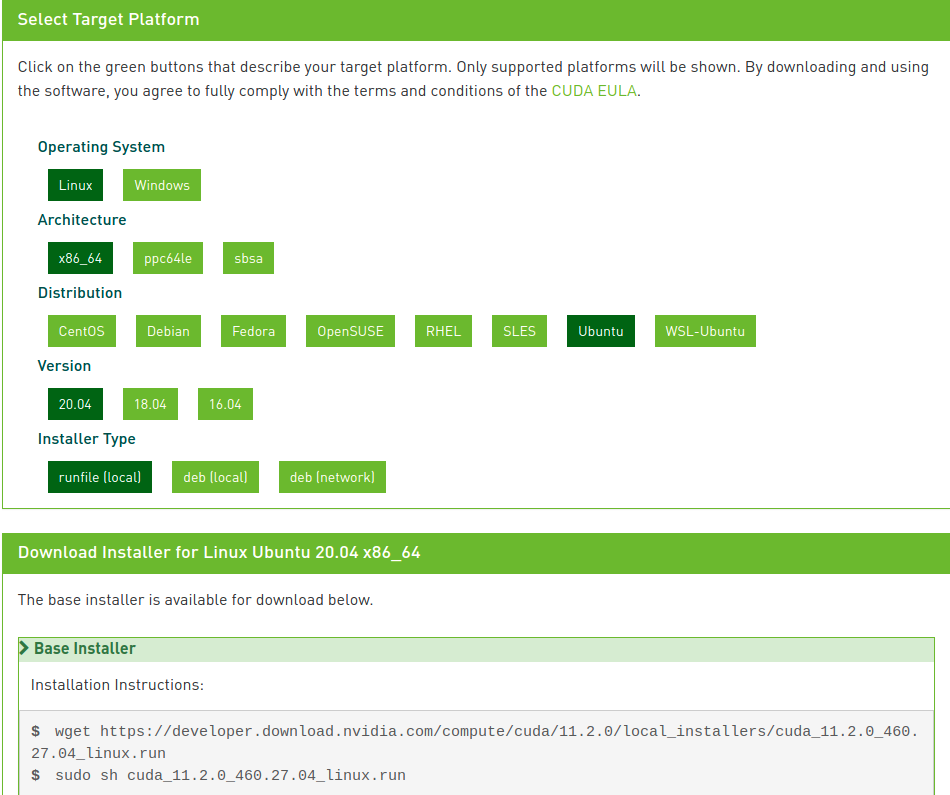 Select Target Platform
Click on the green buttons that describe your target platform. Only supported platforms will be shown. By downloading and using
the software, you agree to fully comply with the terms and conditions of the CUDA EULA.
Operating System
Linux Windows
Architecture
x86_64 ppc64le sbsa
Distribution
CentOS Debian Fedora OpenSUSE RHEL SLES Ubuntu WSL-Ubuntu
Version
20.04 18.04 16.04
Installer Type
runfile (local) deb (local) deb (network)
Download Installer for Linux Ubuntu 20.04 x86_64
The base installer is available for download below.
Base Installer
Installation Instructions:
$ wget https://developer.download.nvidia.com/compute/cuda/11.2.0/local_installers/cuda_11.2.0_460.
27.04_linux.run
$ sudo sh cuda_11.2.0_460.27.04_linux.run